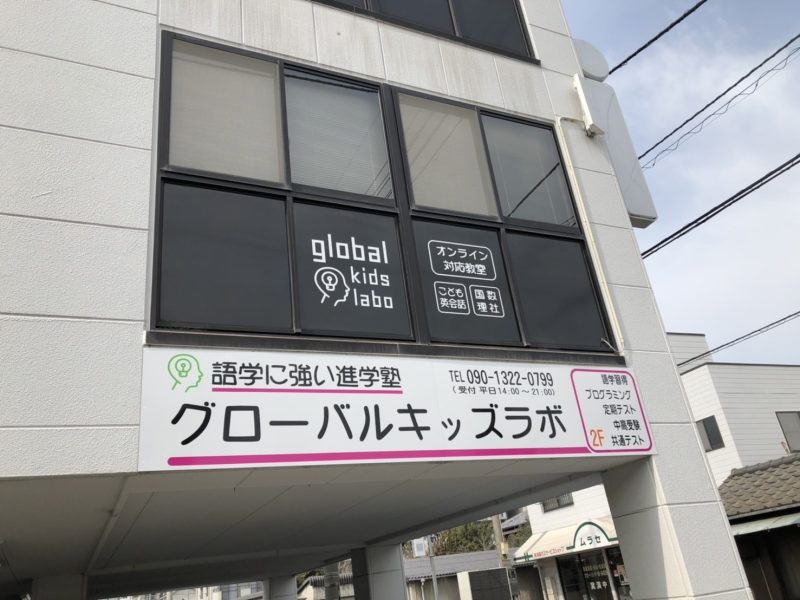 global
kids
labo
オンライン
対応教室
こども
英会話
国数
理社
語学に強い進学塾
TEL 090-1322-0799
(受付 平日14:00~21:00)
グローバルキッズラボ
語学習得
プログラミング
定期テスト
中高受験
共通テスト
2F
ムラセ
営業中